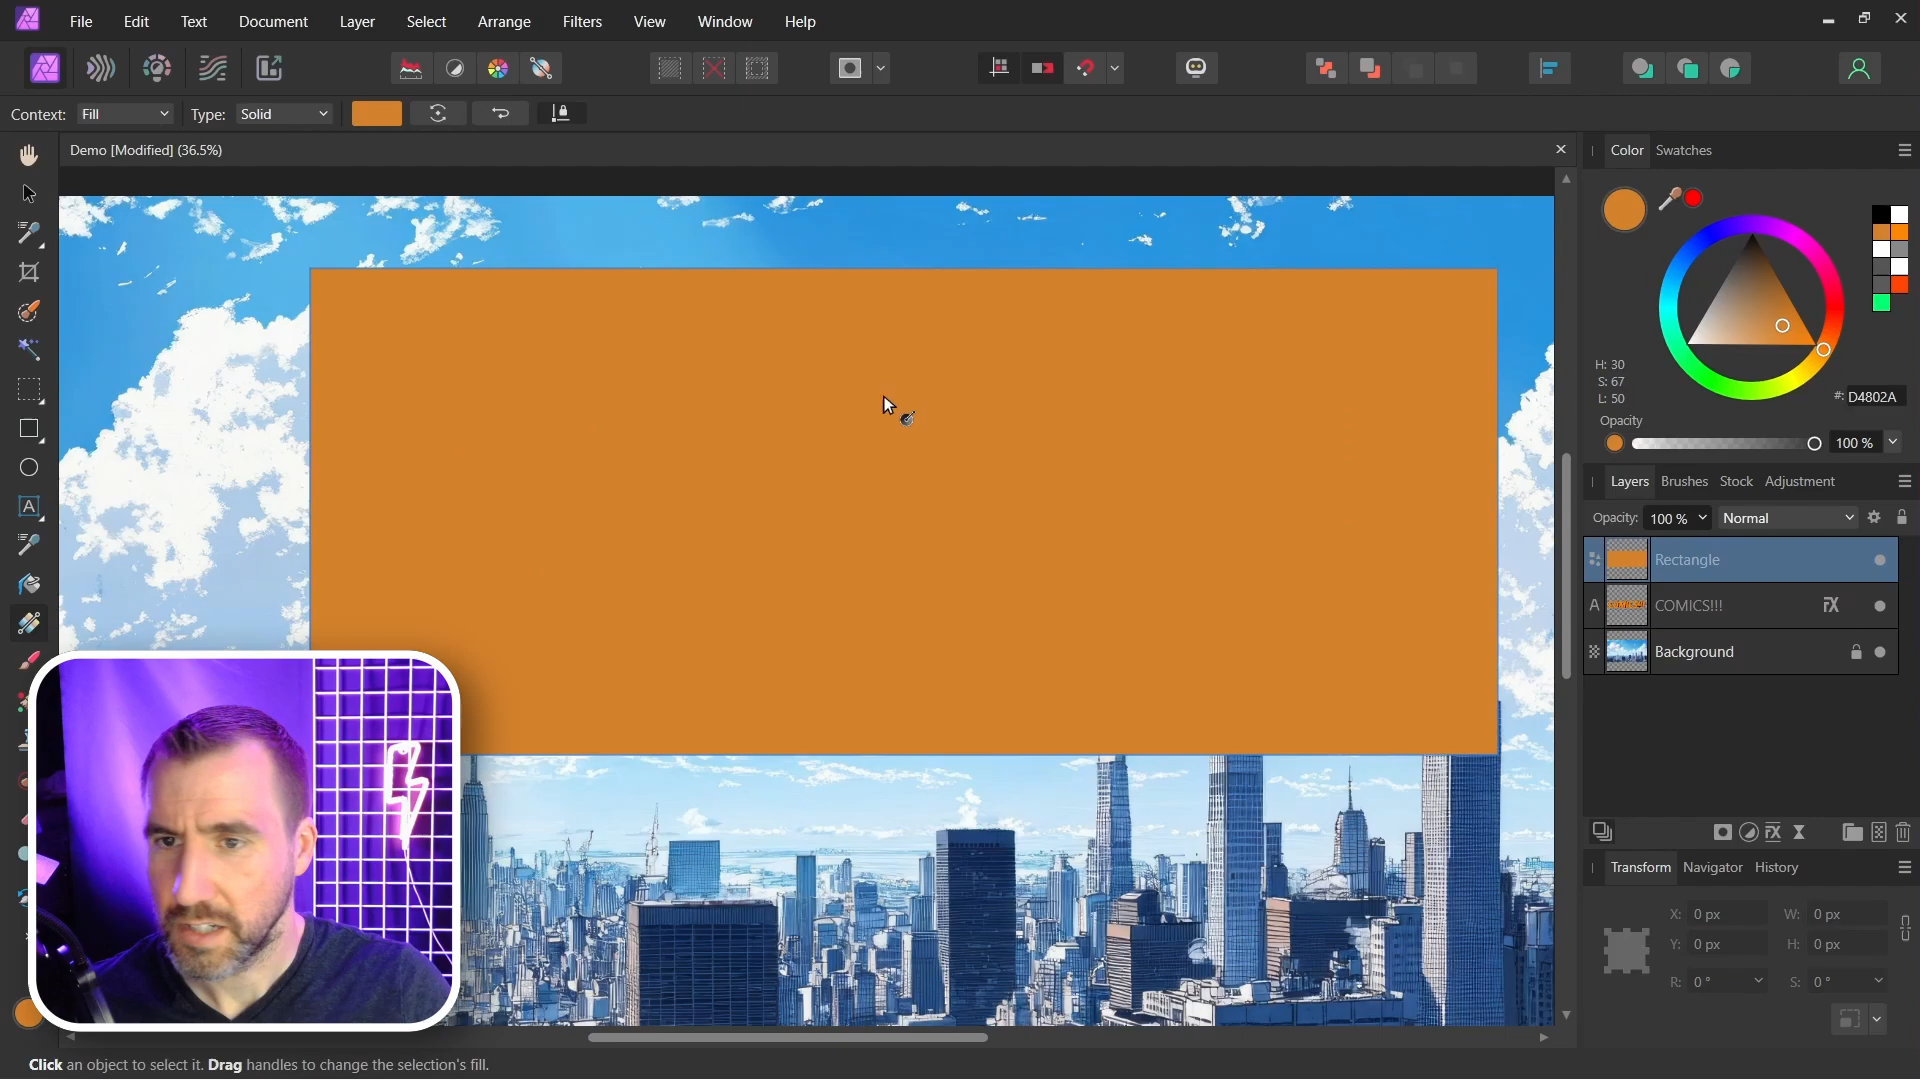 File Edit Text Document Layer Select Arrange Filters View Window Help
Context: Fill Type: Solid
Demo [Modified] (36.5%)
Color Swatches
H: 30
S: 67
L: 50
#: D4802A
Opacity
100 %
Layers Brushes Stock Adjustment
Opacity: 100 % Normal
Rectangle
A COMICS!!! FX
Background
FX
Transform Navigator History
X: 0 px W: 0 px
Y: 0 px H: 0 px
R: 0 ° S: 0 °
Click an object to select it. Drag handles to change the selection's fill.